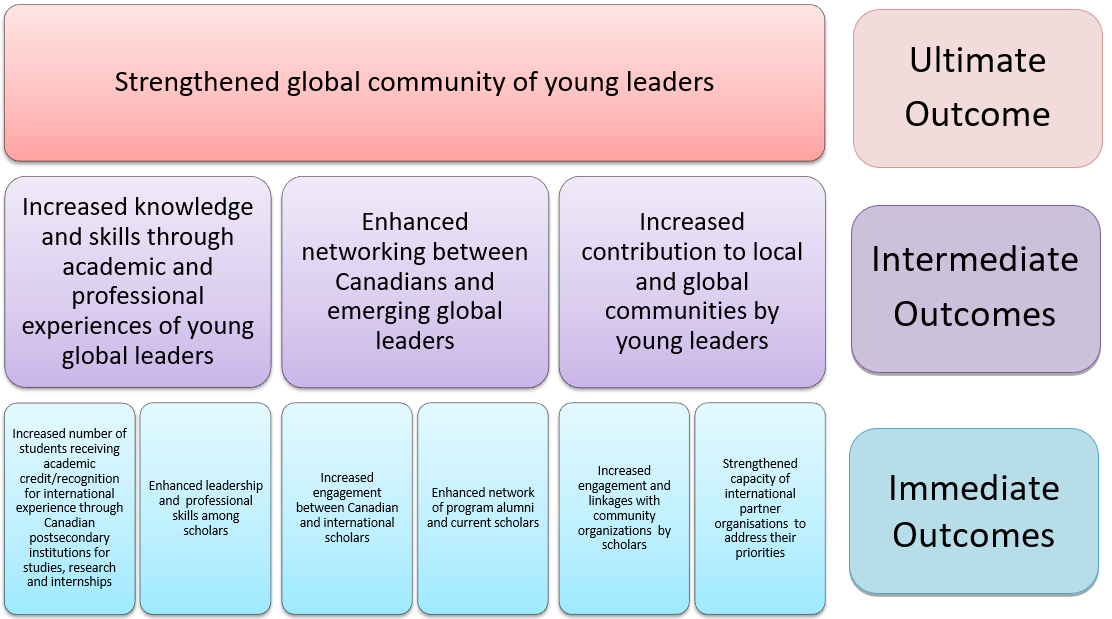 Strengthened global community of young leaders
Ultimate
Outcome
Increased knowledge
and skills through
academic and
professional
experiences of young
global leaders
Enhanced
networking between
Canadians and
emerging global
leaders
Increased
contribution to local
and global
communities by
young leaders
Intermediate
Outcomes
Increased number of
students receiving
academic
credit/recognition
for international
experience through
Canadian
postsecondary
institutions for
studies, research
and internships
Enhanced leadership
and professional
skills among
scholars
Increased
engagement
between Canadian
and international
scholars
Enhanced network
of program alumni
and current scholars
Increased
engagement and
linkages with
community
organizations by
scholars
Strengthened
capacity of
international
partner
organisations to
address their
priorities
Immediate
Outcomes